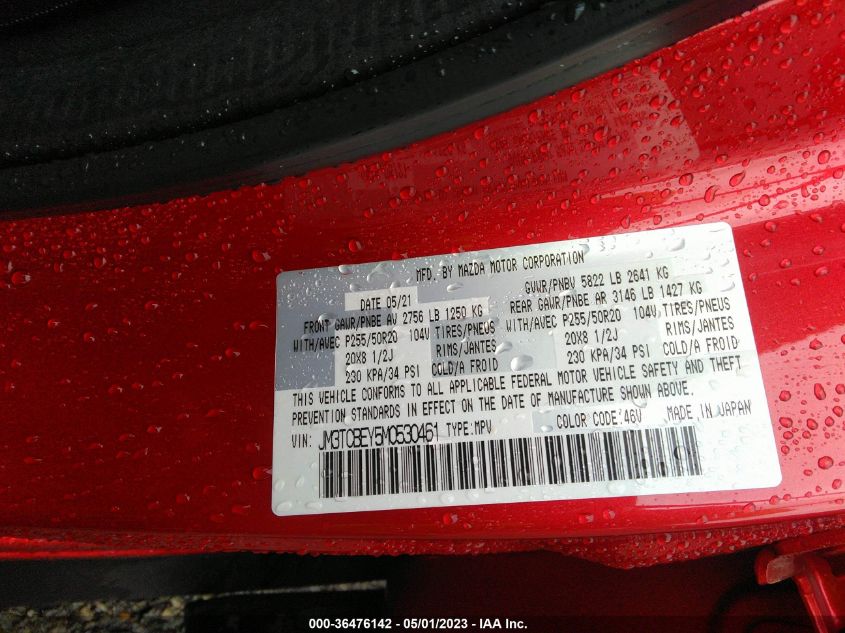 MFD. BY MAZDA MOTOR CORPORATION
DATE 05/21 GVWR/PNBV 5822 LB 2641 KG
FRONT GAWR/PNBE AV 2756 LB 1250 KG REAR GAWR/PNBE AR 3146 LB 1427 KG
WITH/AVEC P255/50R20 104V TIRES/PNEUS WITH/AVEC P255/50R20 104V TIRES/PNEUS
20X8 1/2J RIMS/JANTES 20X8 1/2J RIMS/JANTES
230 KPA/34 PSI COLD/A FROID 230 KPA/34 PSI COLD/A FROID
THIS VEHICLE CONFORMS TO ALL APPLICABLE FEDERAL MOTOR VEHICLE SAFETY AND THEFT
PREVENTION STANDARDS IN EFFECT ON THE DATE OF MANUFACTURE SHOWN ABOVE.
VIN: JM3TCBEY5M0530461 TYPE:MPV COLOR CODE:46V MADE IN JAPAN
000-36476142 - 05/01/2023 - IAA Inc.